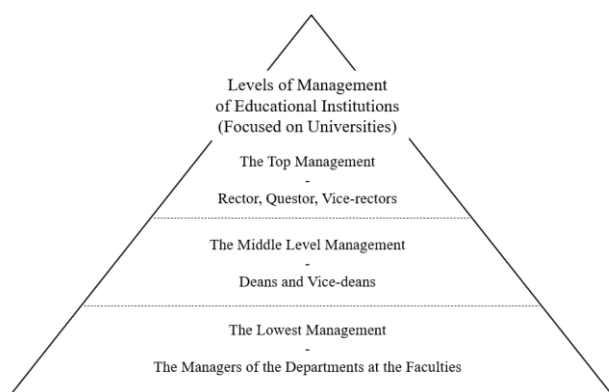 Levels of Management
of Educational Institutions
(Focused on Universities)
The Top Management
-
Rector, Questor, Vice-rectors
The Middle Level Management
-
Deans and Vice-deans
The Lowest Management
-
The Managers of the Departments at the Faculties